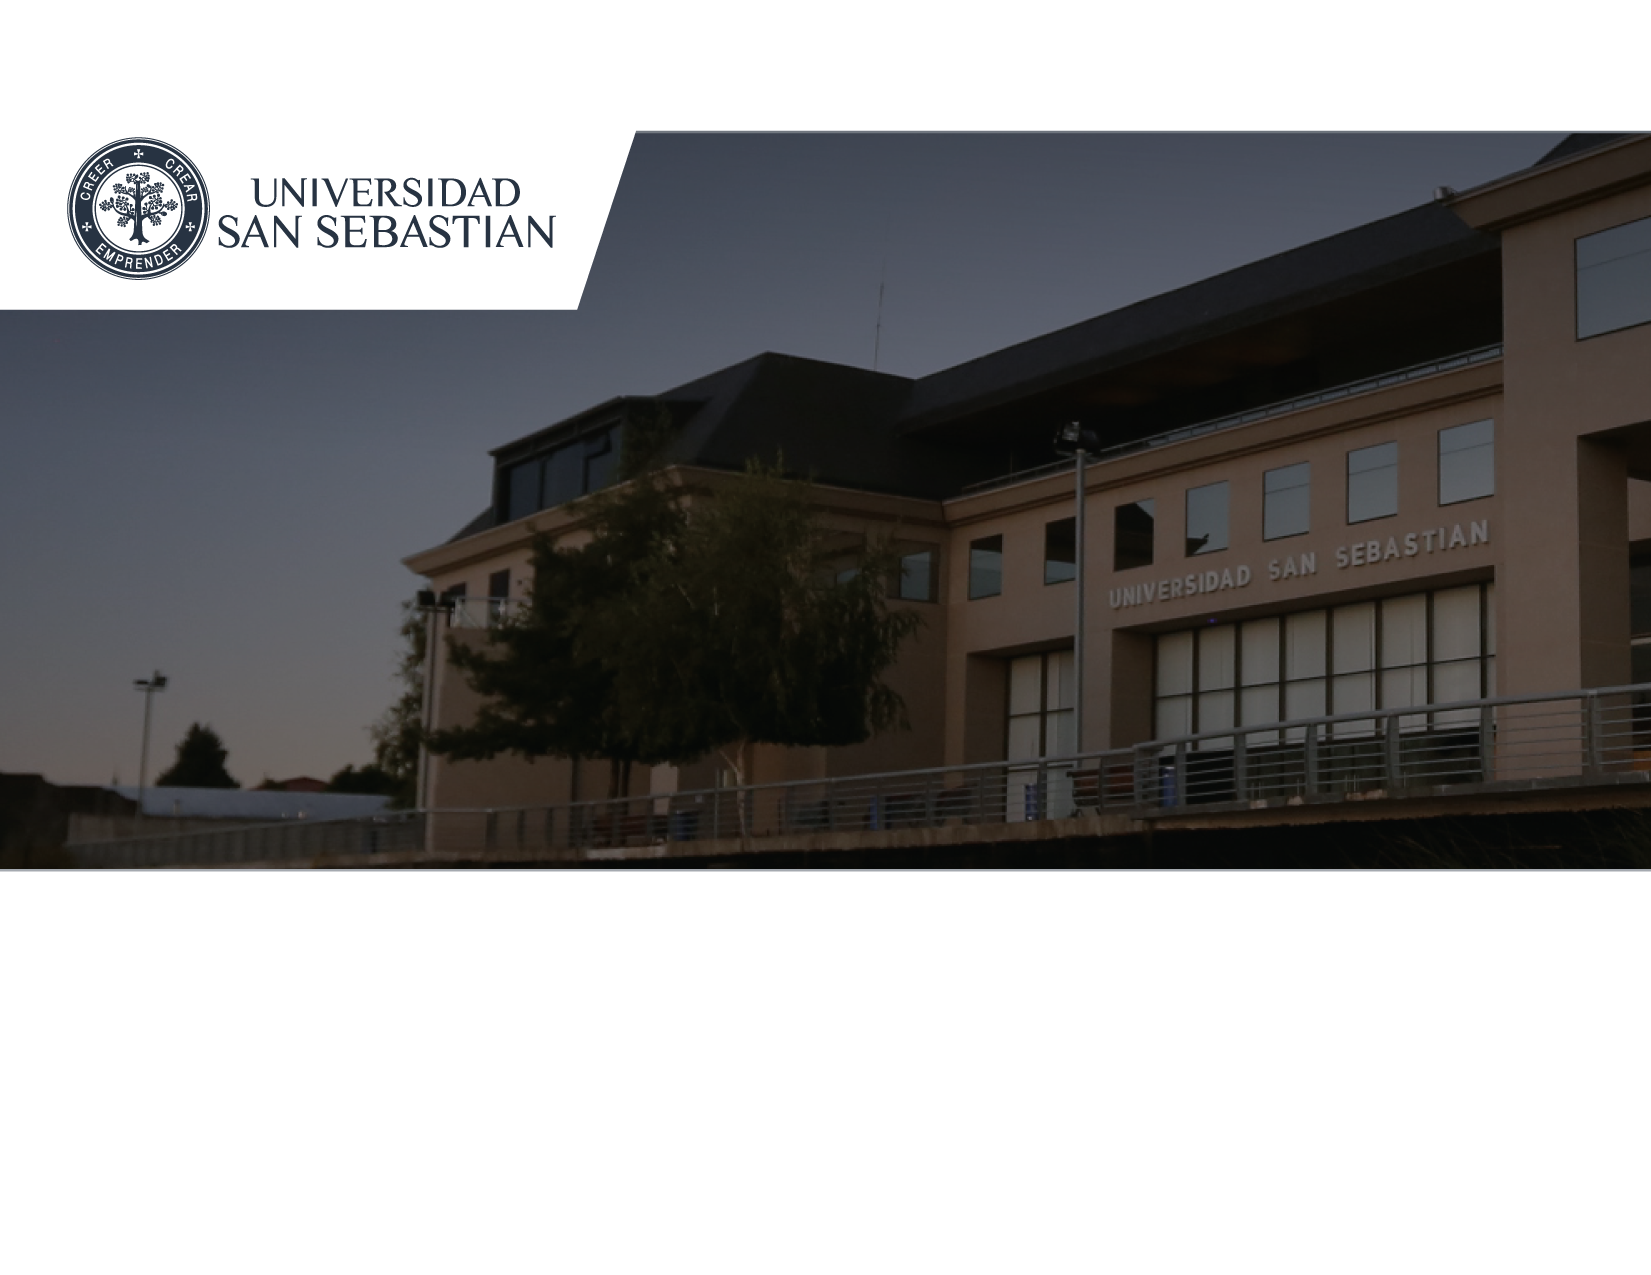 CREER
CREAR
EMPRENDER
UNIVERSIDAD
SAN SEBASTIAN
UNIVERSIDAD SAN SEBASTIAN